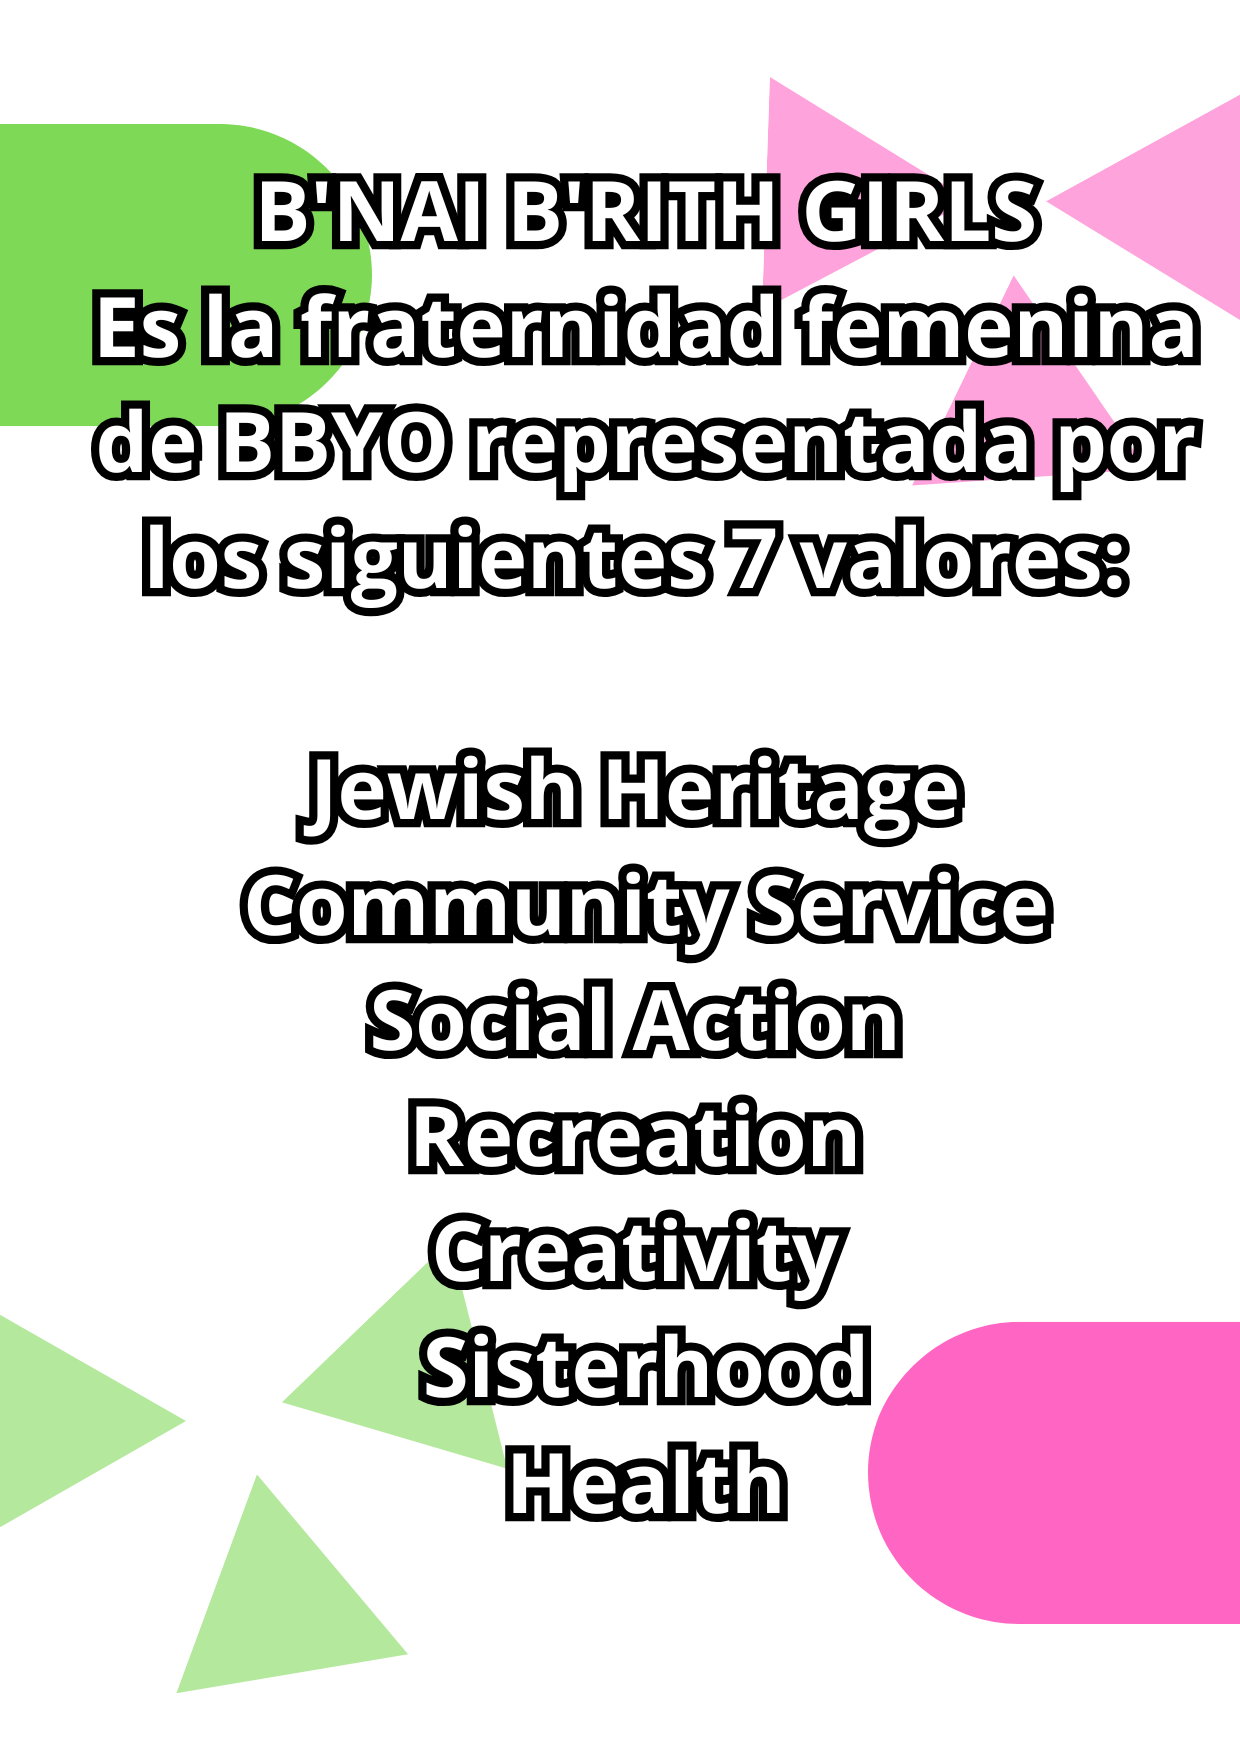 B'NAI B'RITH GIRLS
Es la fraternidad femenina
de BBYO representada por
los siguientes 7 valores:
Jewish Heritage
Community Service
Social Action
Recreation
Creativity
Sisterhood
Health